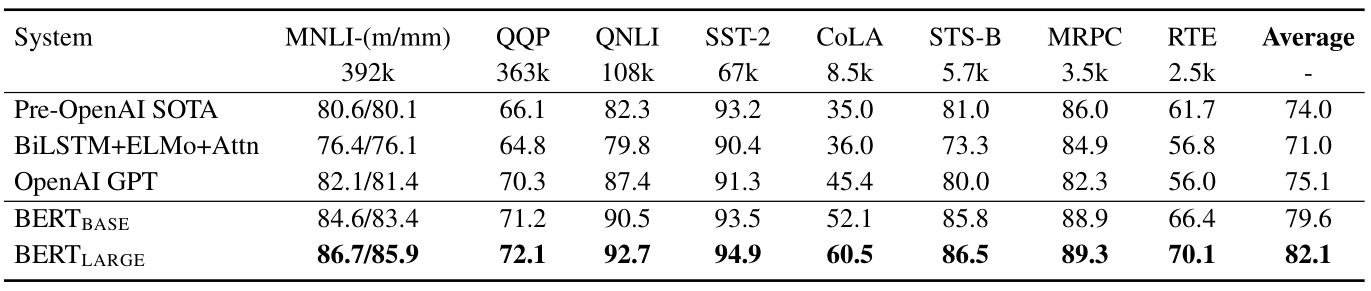 System MNLI-(m/mm) QQP QNLI SST-2 CoLA STS-B MRPC RTE Average
392k 363k 108k 67k 8.5k 5.7k 3.5k 2.5k -
Pre-OpenAI SOTA 80.6/80.1 66.1 82.3 93.2 35.0 81.0 86.0 61.7 74.0
BiLSTM+ELMo+Attn 76.4/76.1 64.8 79.8 90.4 36.0 73.3 84.9 56.8 71.0
OpenAI GPT 82.1/81.4 70.3 87.4 91.3 45.4 80.0 82.3 56.0 75.1
BERTBASE 84.6/83.4 71.2 90.5 93.5 52.1 85.8 88.9 66.4 79.6
BERTLARGE 86.7/85.9 72.1 92.7 94.9 60.5 86.5 89.3 70.1 82.1